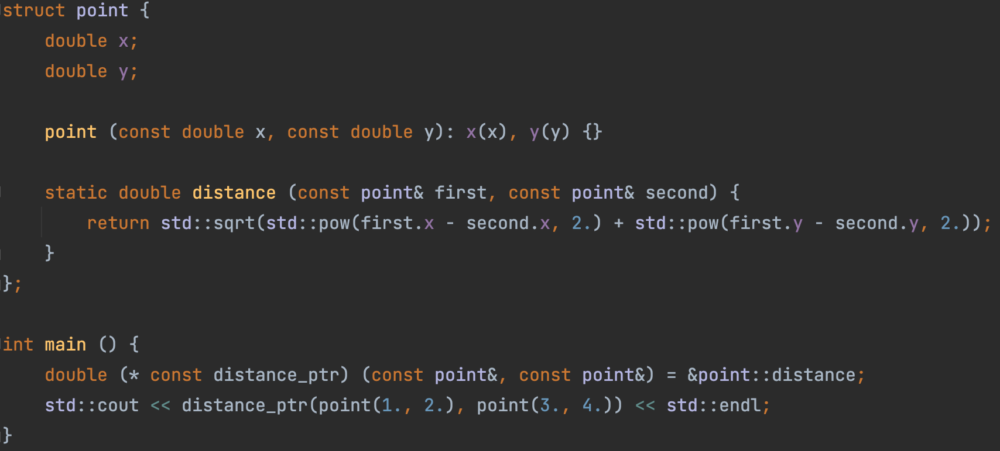 struct point {
    double x;
    double y;

    point (const double x, const double y): x(x), y(y) {}

    static double distance (const point& first, const point& second) {
        return std::sqrt(std::pow(first.x - second.x, 2.) + std::pow(first.y - second.y, 2.));
    }
};

int main () {
    double (* const distance_ptr) (const point&, const point&) = &point::distance;
    std::cout << distance_ptr(point(1., 2.), point(3., 4.)) << std::endl;
}